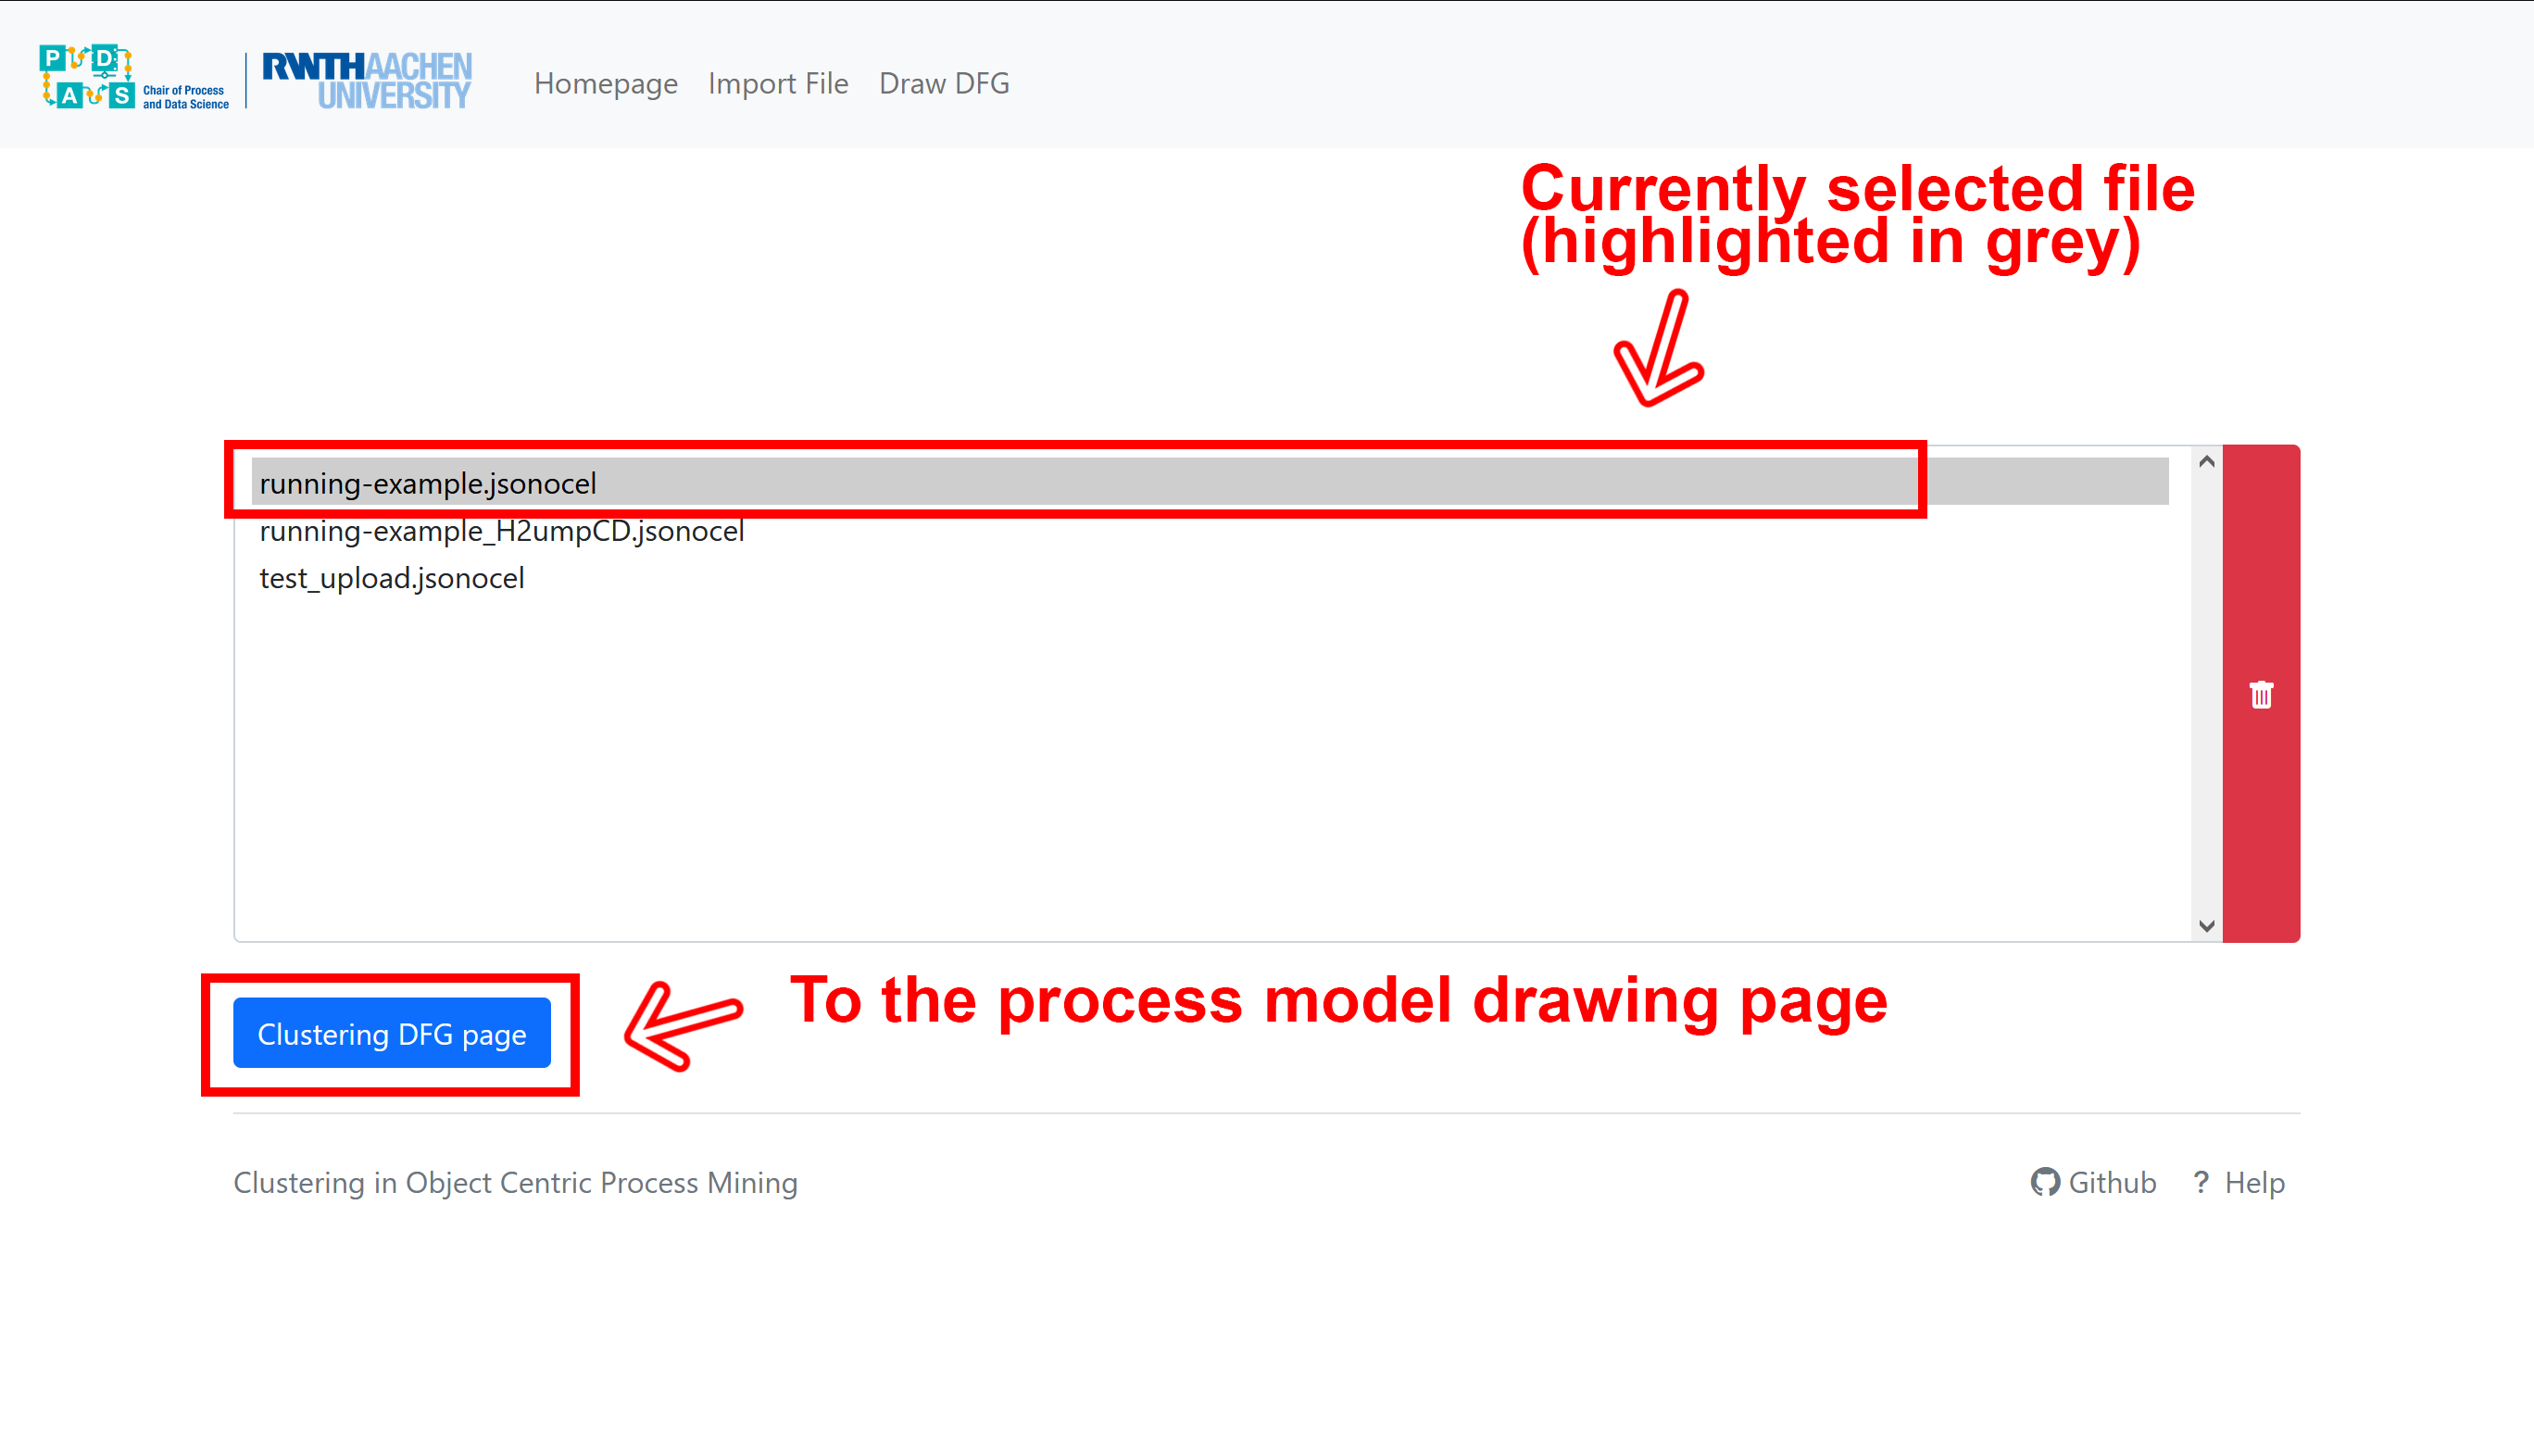 P D
A S
Chair of Process
and Data Science
RWTHAACHEN
UNIVERSITY
Homepage Import File Draw DFG
Currently selected file
(highlighted in grey)
running-example.jsonocel
running-example_H2umpCD.jsonocel
test_upload.jsonocel
Clustering DFG page
To the process model drawing page
Clustering in Object Centric Process Mining
Github ? Help